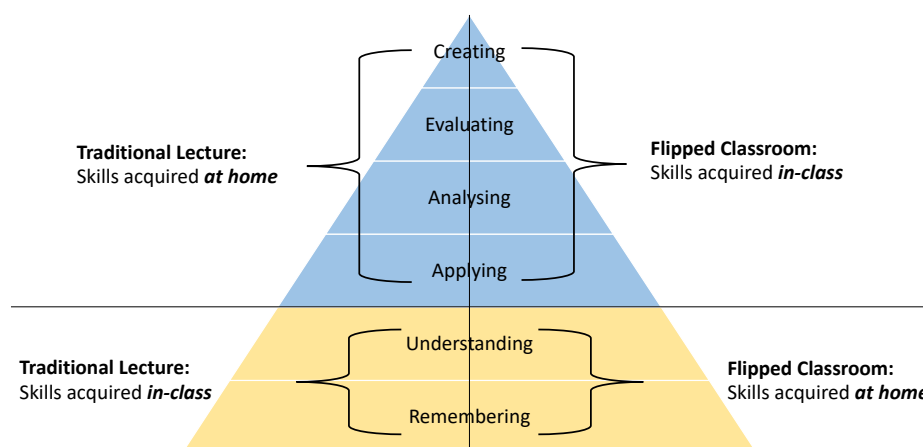 Creating
Evaluating
Traditional Lecture:
Skills acquired at home
Flipped Classroom:
Skills acquired in-class
Analysing
Applying
Understanding
Traditional Lecture:
Skills acquired in-class
Flipped Classroom:
Skills acquired at home
Remembering